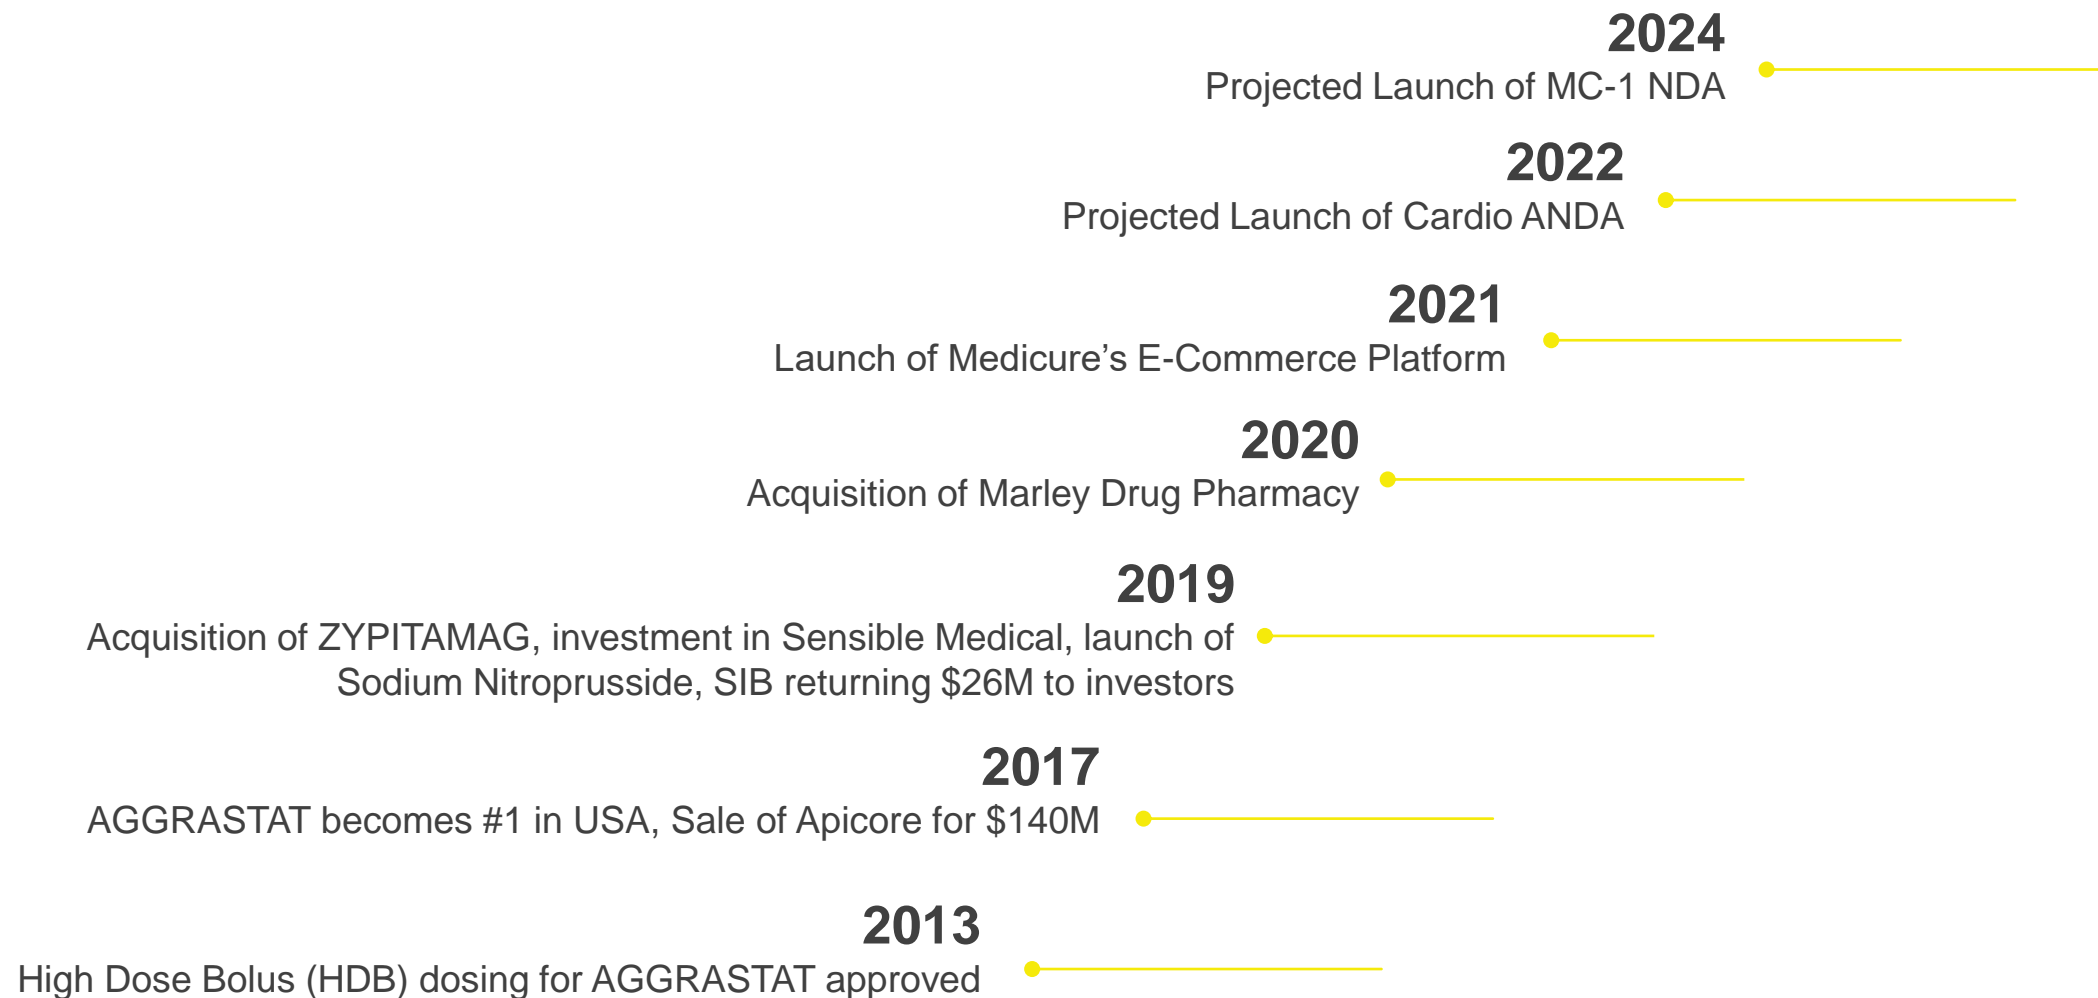 2024
Projected Launch of MC-1 NDA
2022
Projected Launch of Cardio ANDA
2021
Launch of Medicure’s E-Commerce Platform
2020
Acquisition of Marley Drug Pharmacy
2019
Acquisition of ZYPITAMAG, investment in Sensible Medical, launch of
Sodium Nitroprusside, SIB returning $26M to investors
2017
AGGRASTAT becomes #1 in USA, Sale of Apicore for $140M
2013
High Dose Bolus (HDB) dosing for AGGRASTAT approved